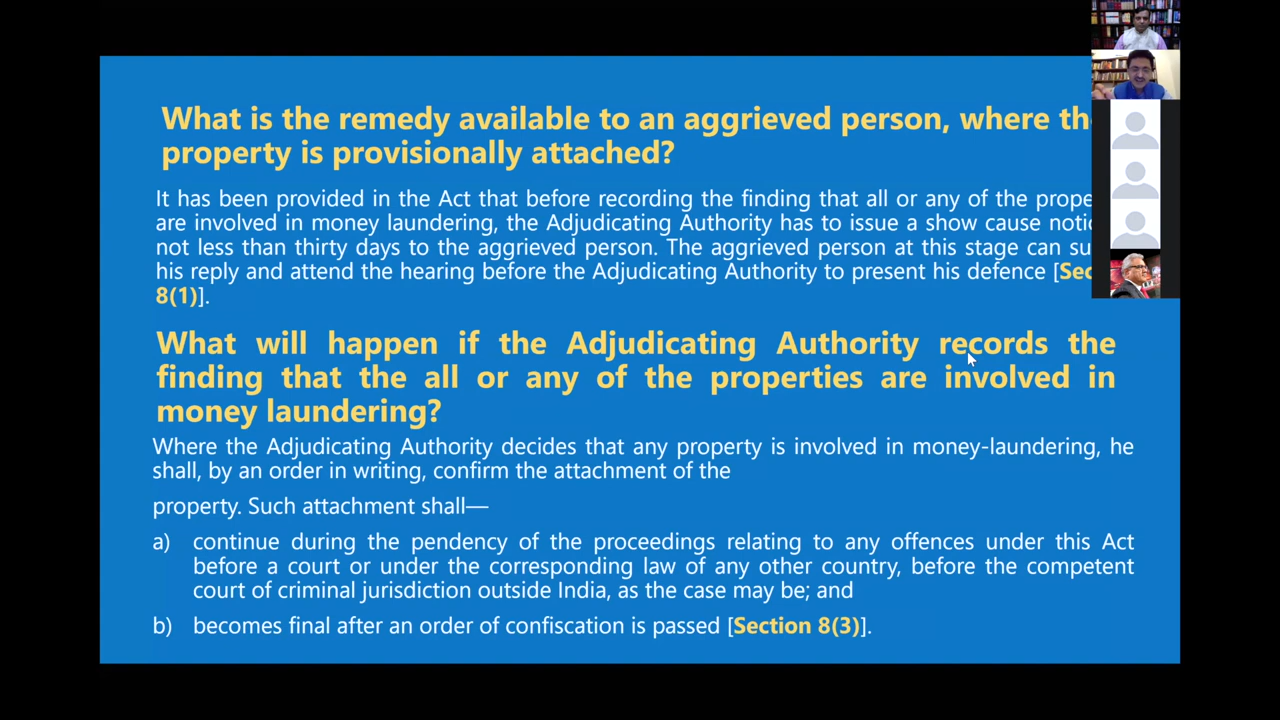 What is the remedy available to an aggrieved person, where
property is provisionally attached?
It has been provided in the Act that before recording the finding that all or any of the
are involved in money laundering, the Adjudicating Authority has to issue a show cause
not less than thirty days to the aggrieved person. The aggrieved person at this stage can
his reply and attend the hearing before the Adjudicating Authority to present his defence
8(1)].
What will happen if the Adjudicating Authority records the
finding that the all or any of the properties are involved in
money laundering?
Where the Adjudicating Authority decides that any property is involved in money-laundering, he
shall, by an order in writing, confirm the attachment of the
property. Such attachment shall—
a) continue during the pendency of the proceedings relating to any offences under this Act
before a court or under the corresponding law of any other country, before the competent
court of criminal jurisdiction outside India, as the case may be; and
b) becomes final after an order of confiscation is passed [Section 8(3)].